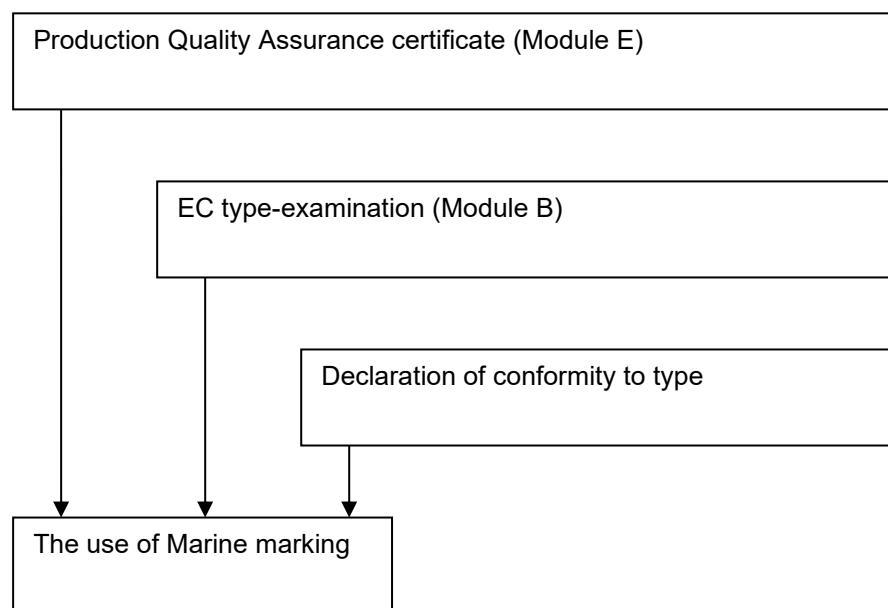 Production Quality Assurance certificate (Module E)
EC type-examination (Module B)
Declaration of conformity to type
The use of Marine marking